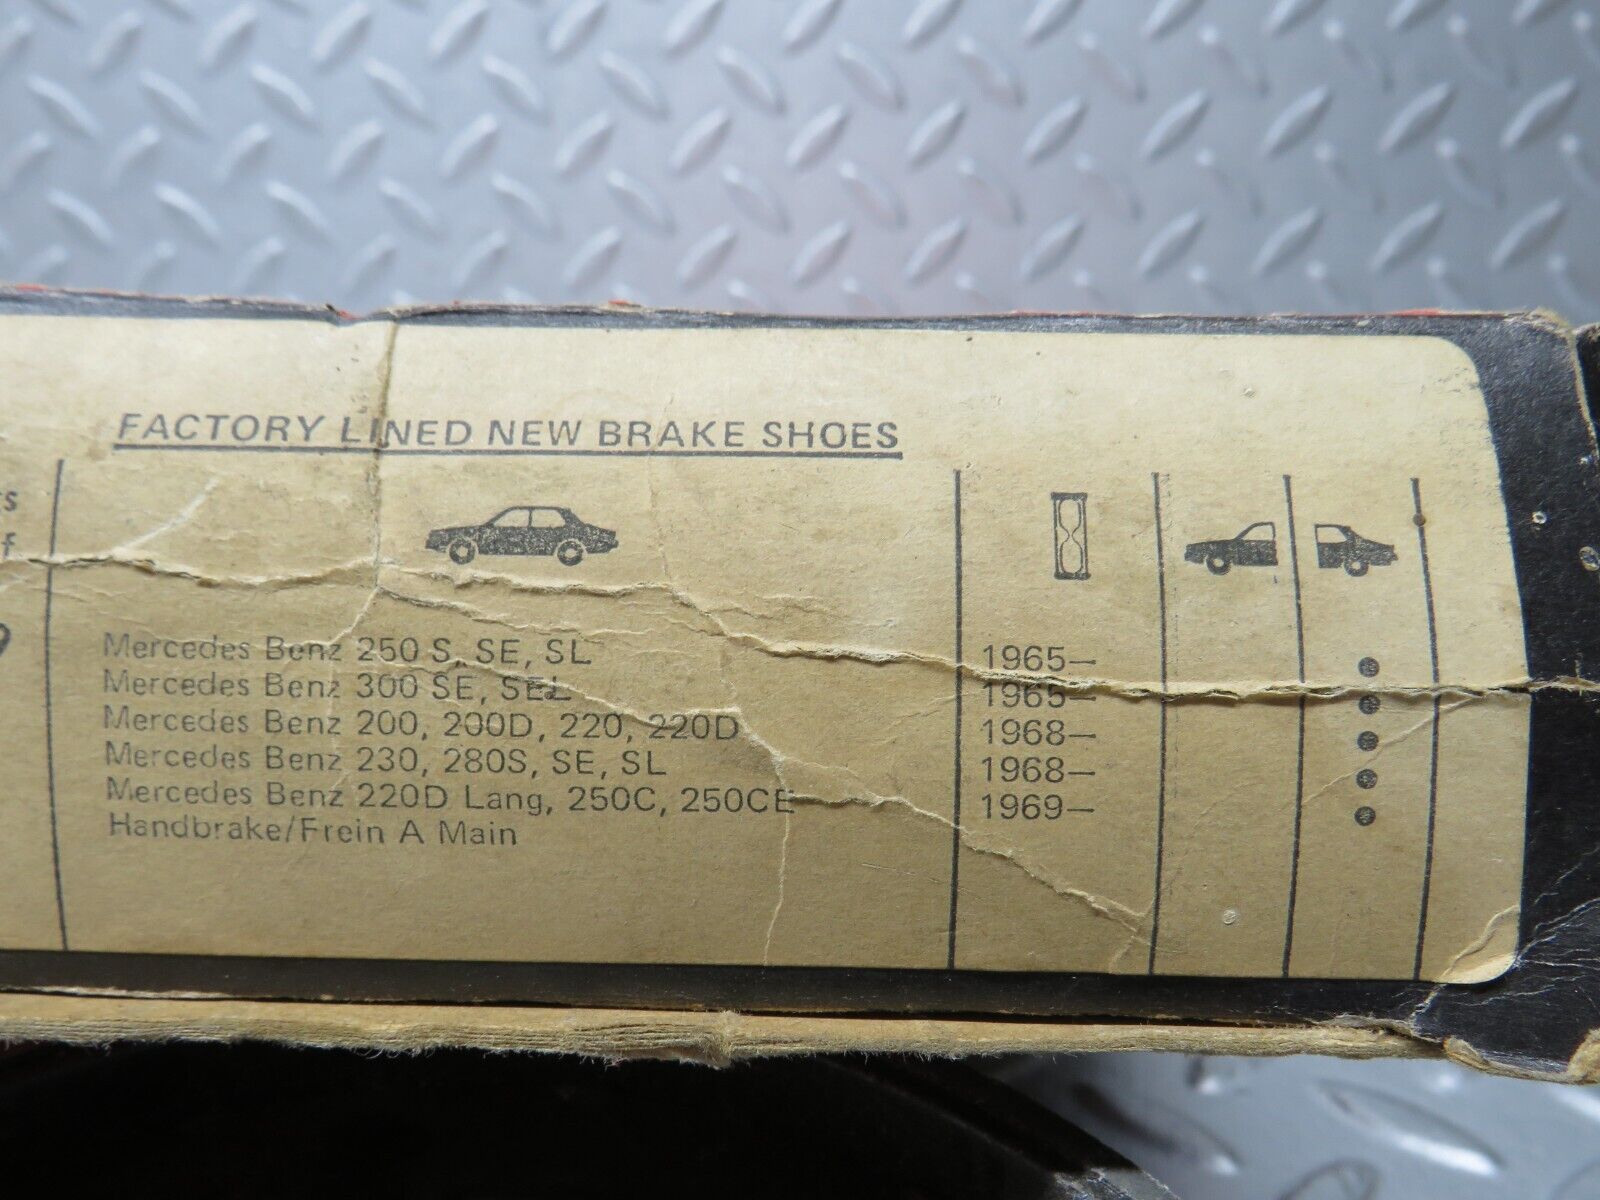 FACTORY LINED NEW BRAKE SHOES
Mercedes Benz 250 S, SE, SL 1965–
Mercedes Benz 300 SE, SEL 1965–
Mercedes Benz 200, 200D, 220, 220D 1968–
Mercedes Benz 230, 280S, SE, SL 1968–
Mercedes Benz 220D Lang, 250C, 250CE 1969–
Handbrake/Frein A Main